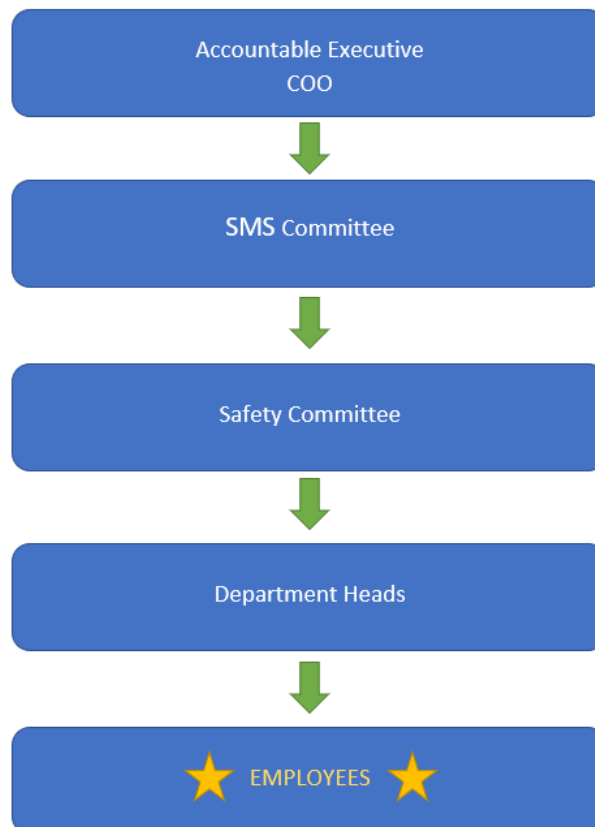 Accountable Executive
COO
SMS Committee
Safety Committee
Department Heads
EMPLOYEES